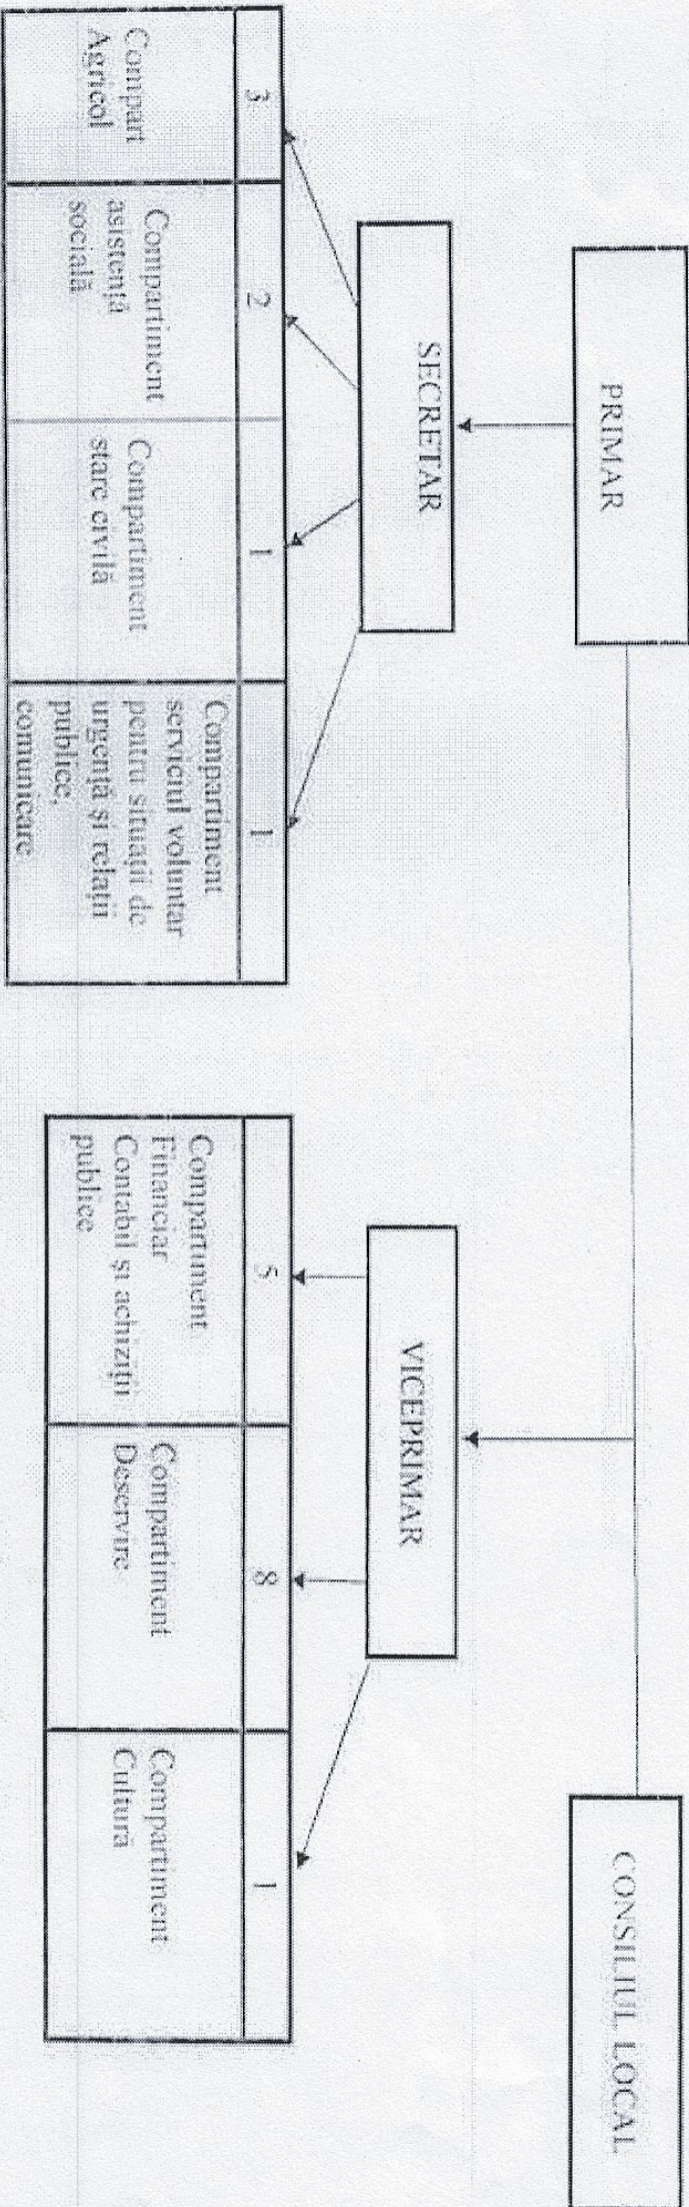 PRIMAR
CONSILIUL LOCAL
SECRETAR
VICEPRIMAR
3
2
1
1
Compart
Agricol
Compartiment
asistență
socială
Compartiment
stare civilă
Compartiment
serviciul voluntar
pentru situații de
urgență și relații
publice,
comunicare
5
8
1
Compartiment
Financiar
Contabil și achiziții
publice
Compartiment
Deservire
Compartiment
Cultură